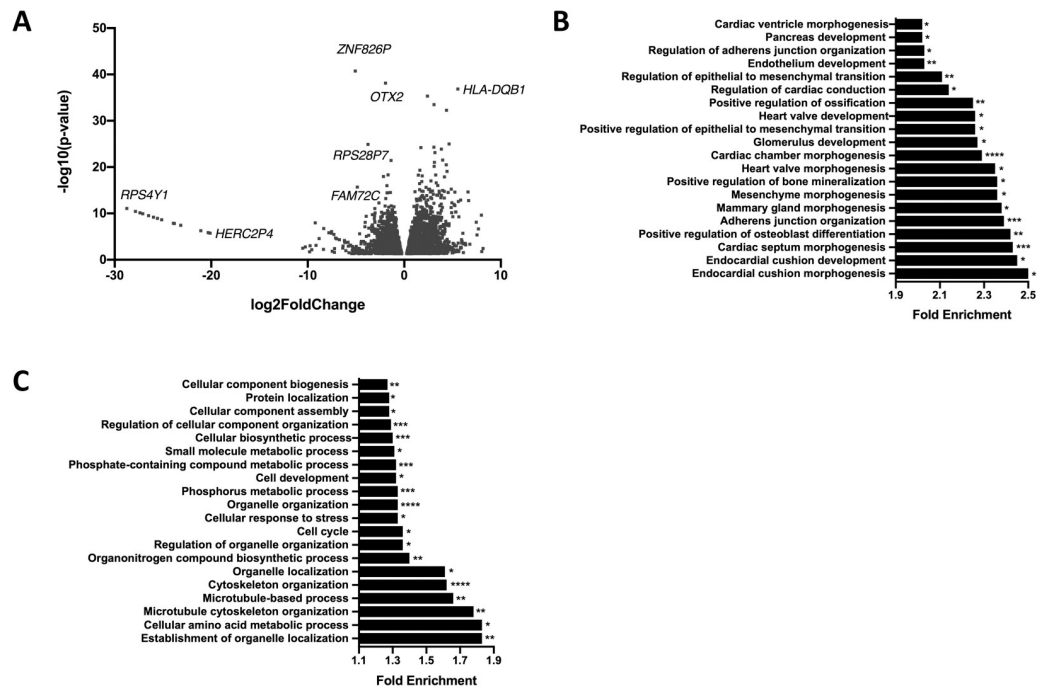 A
50
40
30
20
10
0
-30
-20
-10
0
10
-log10(p-value)
log2FoldChange
ZNF826P
OTX2
HLA-DQB1
RPS28P7
FAM72C
RPS4Y1
HERC2P4
B
Cardiac ventricle morphogenesis *
Pancreas development *
Regulation of adherens junction organization *
Endothelium development **
Regulation of epithelial to mesenchymal transition **
Regulation of cardiac conduction *
Positive regulation of ossification **
Heart valve development *
Positive regulation of epithelial to mesenchymal transition *
Glomerulus development *
Cardiac chamber morphogenesis ****
Heart valve morphogenesis *
Positive regulation of bone mineralization *
Mesenchyme morphogenesis *
Mammary gland morphogenesis *
Adherens junction organization ***
Positive regulation of osteoblast differentiation **
Cardiac septum morphogenesis ***
Endocardial cushion development *
Endocardial cushion morphogenesis *
1.9 2.1 2.3 2.5
Fold Enrichment
C
Cellular component biogenesis **
Protein localization *
Cellular component assembly *
Regulation of cellular component organization ***
Cellular biosynthetic process ***
Small molecule metabolic process *
Phosphate-containing compound metabolic process ***
Cell development *
Phosphorus metabolic process ***
Organelle organization ****
Cellular response to stress *
Cell cycle *
Regulation of organelle organization *
Organonitrogen compound biosynthetic process **
Organelle localization *
Cytoskeleton organization ****
Microtubule-based process **
Microtubule cytoskeleton organization **
Cellular amino acid metabolic process *
Establishment of organelle localization **
1.1 1.3 1.5 1.7 1.9
Fold Enrichment